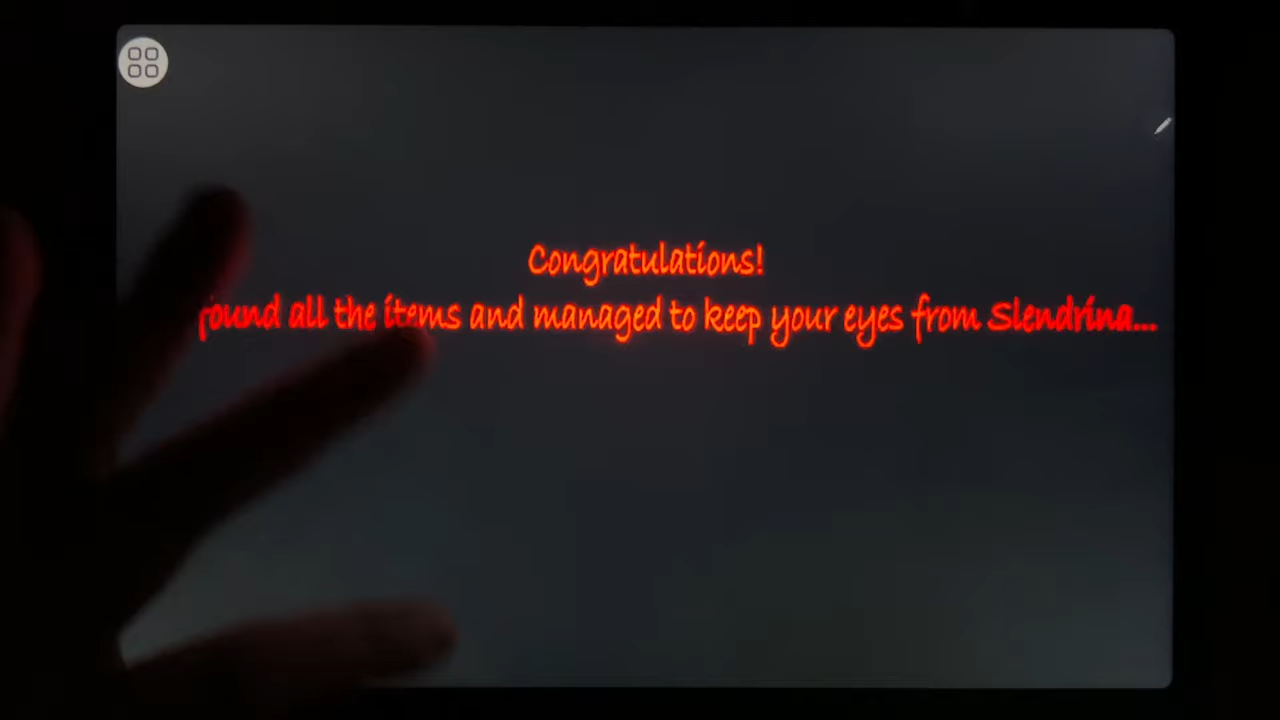 Congratulations!
found all the items and managed to keep your eyes from Slendrina...